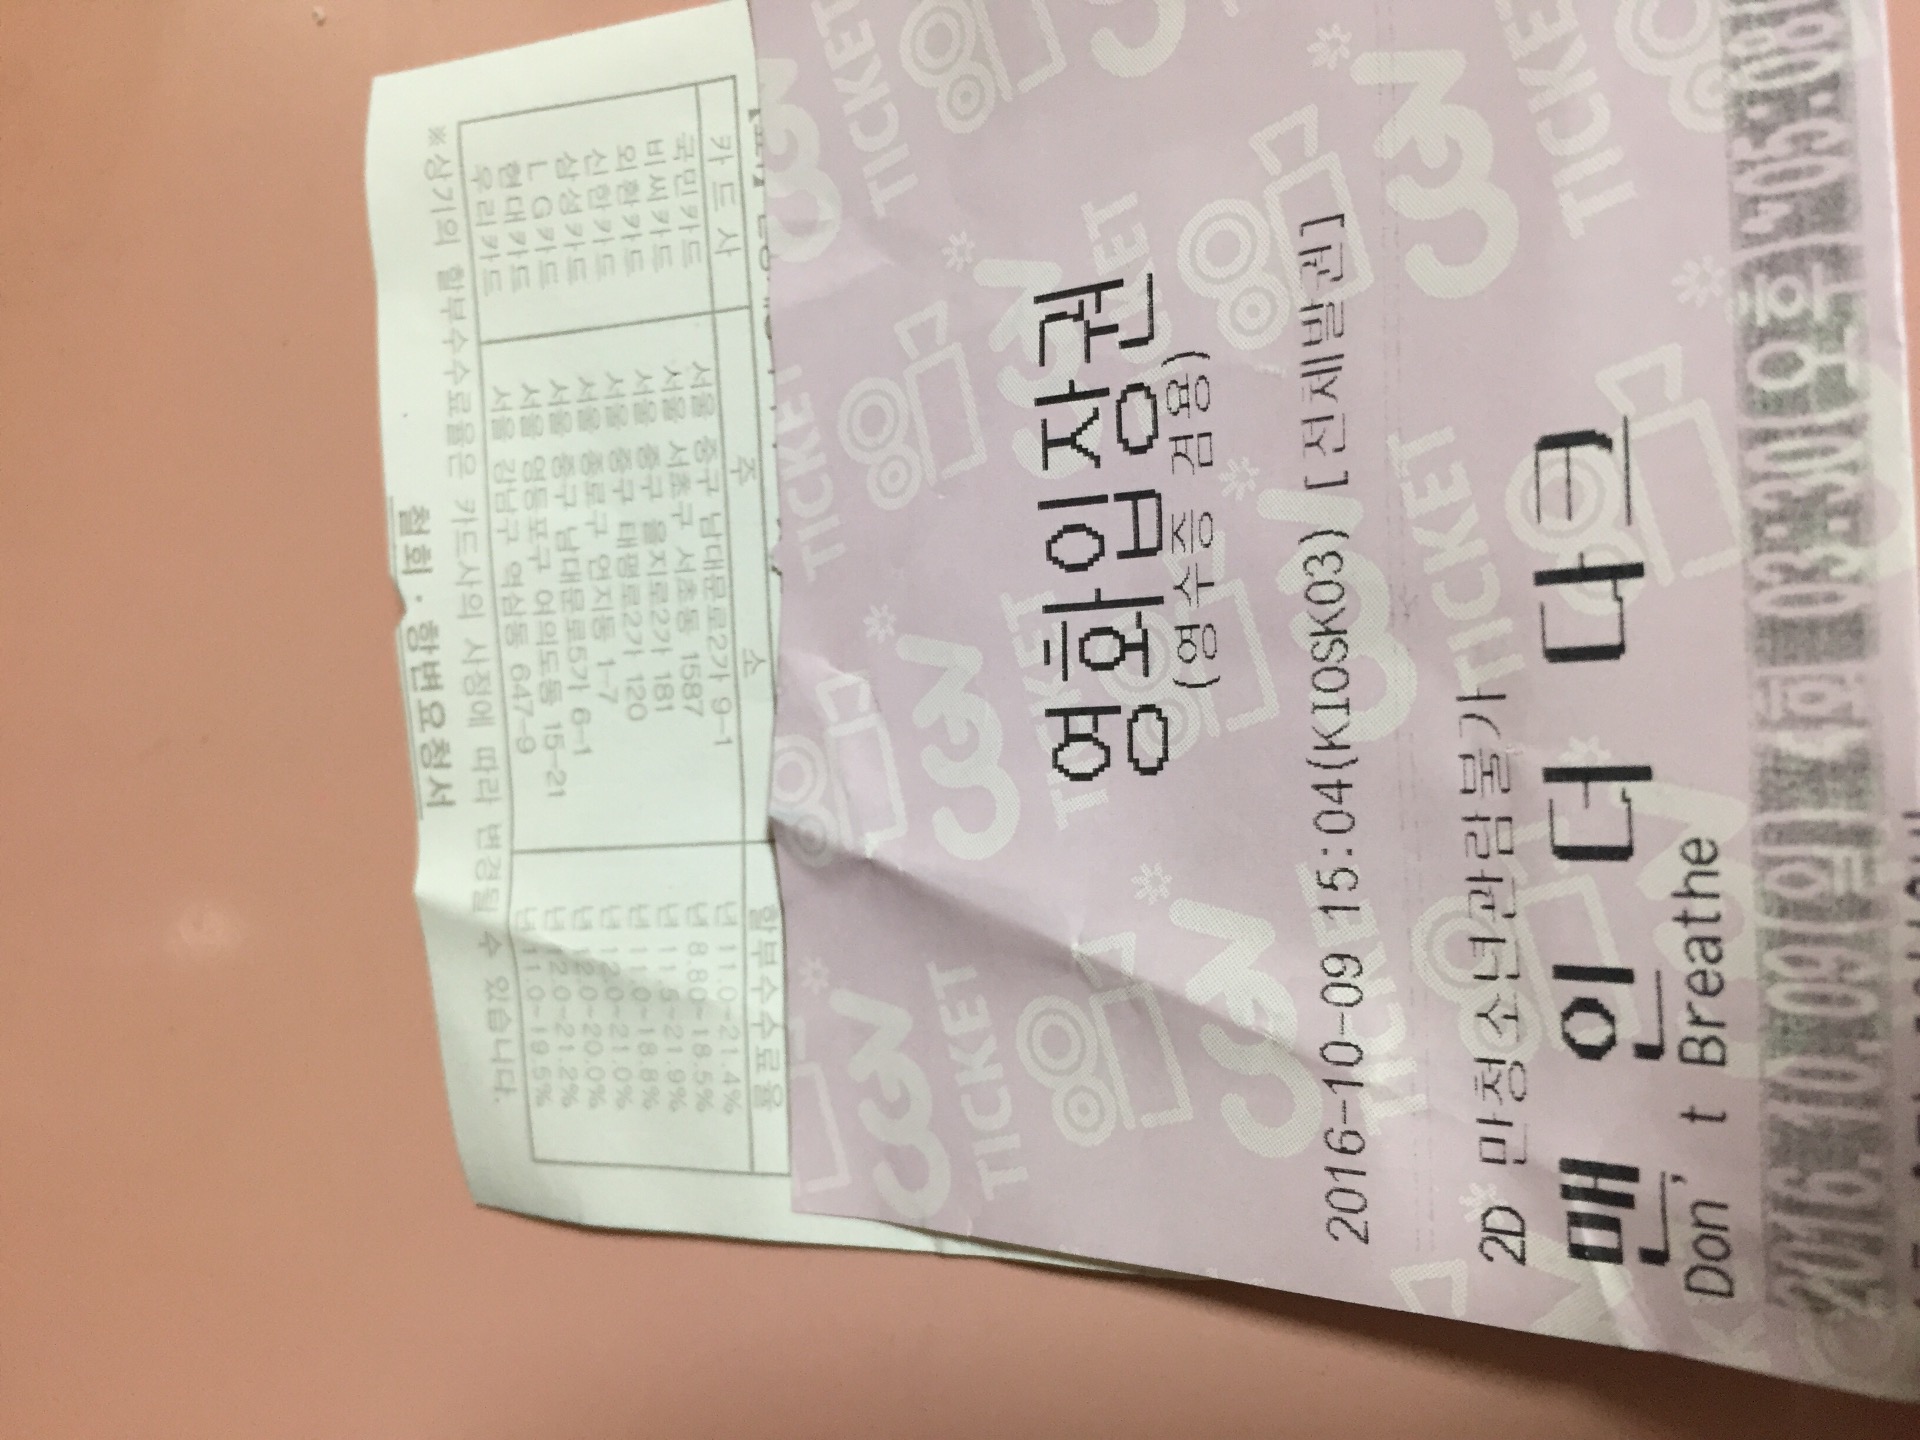 영화입장권
(영수증 겸용)
2016-10-09 15:04(KIOSK03) [전체발권]
2D 만청소년관람불가
맨 인 더 다크
Don't Breathe
2016.10.09(일) 회 03:30(오후)
카드사 주소 할부수수료율
국민카드 서울 중구 남대문로2가 9-1 년 11.0~21.4%
비씨카드 서울 서초구 서초동 1587 년 8.80~18.5%
외환카드 서울 중구 을지로2가 181 년 11.5~21.9%
신한카드 서울 중구 태평로2가 120 년 11.0~18.8%
삼성카드 서울 종로구 연지동 1-7 년 12.0~21.0%
LG카드 서울 중구 남대문로5가 6-1 년 12.0~20.0%
현대카드 서울 영등포구 여의도동 15-21 년 12.0~21.2%
우리카드 서울 강남구 역삼동 647-9 년 11.0~19.5%
※상기의 할부수수료율은 카드사의 사정에 따라 변경될 수 있습니다.
철회·항변요청서
CGV TICKET